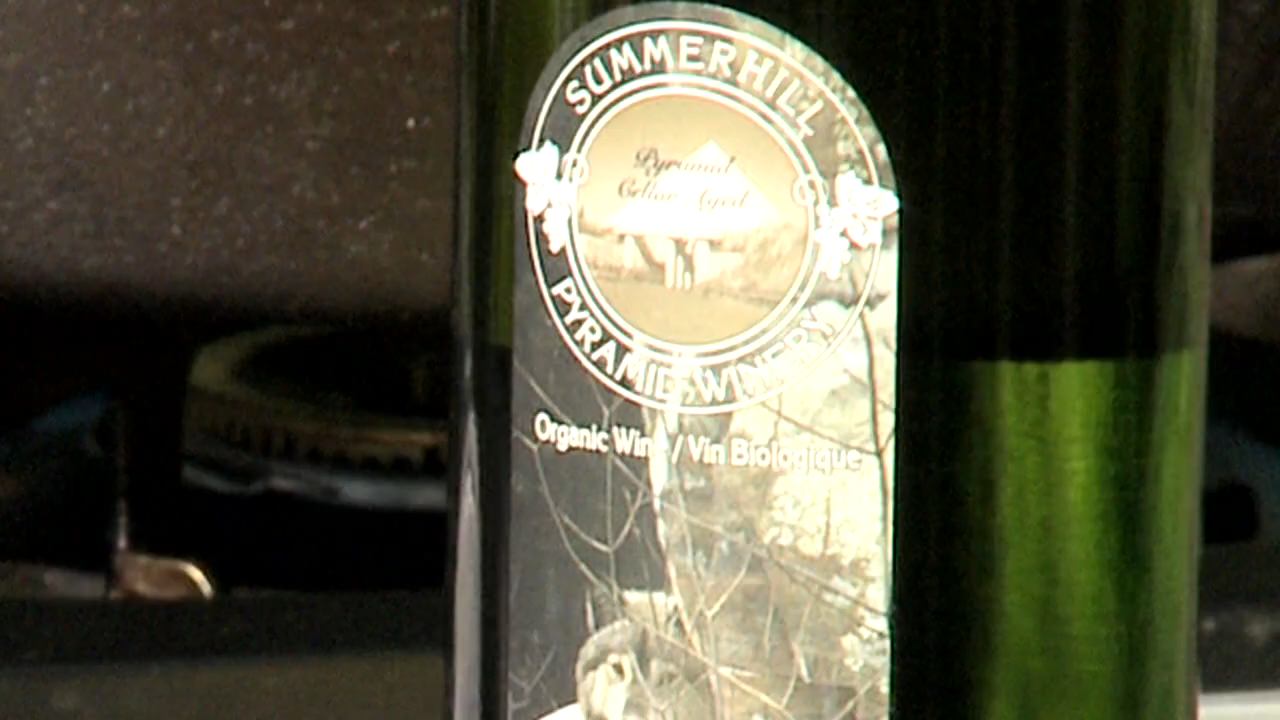 SUMMERHILL
Pyramid
Cellar Aged
PYRAMID WINERY
Organic Wine / Vin Biologique